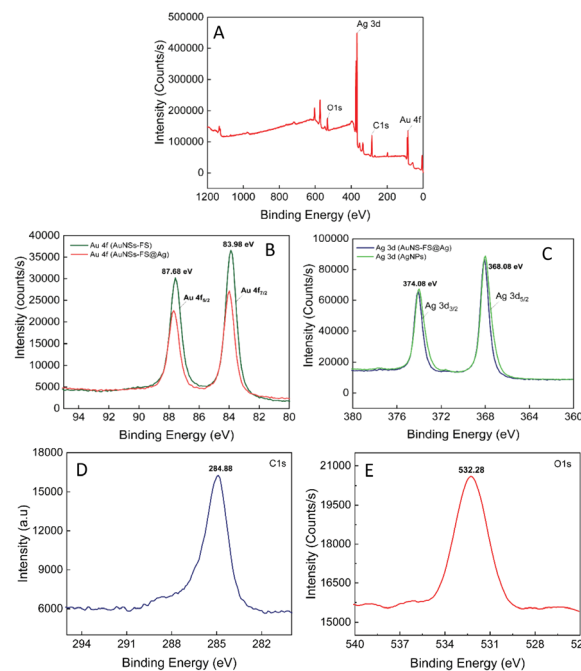 A
Ag 3d
O1s
C1s
Au 4f
Intensity (Counts/s)
500000
400000
300000
200000
100000
0
1200 1000 800 600 400 200 0
Binding Energy (eV)
B
Au 4f (AuNSs-FS)
Au 4f (AuNSs-FS@Ag)
87.68 eV
83.98 eV
Au 4f5/2
Au 4f7/2
Intensity (counts/s)
40000
35000
30000
25000
20000
15000
10000
5000
0
94 92 90 88 86 84 82 80
Binding Energy (eV)
C
Ag 3d (AuNS-FS@Ag)
Ag 3d (AgNPs)
374.08 eV
368.08 eV
Ag 3d3/2
Ag 3d5/2
Intensity (Counts/s)
100000
80000
60000
40000
20000
0
380 376 372 368 364 360
Binding Energy (eV)
D
C1s
284.88
Intensity (a.u)
18000
15000
12000
9000
6000
294 291 288 285 282
Binding Energy (eV)
E
O1s
532.28
Intensity (Counts/s)
21000
19500
18000
16500
15000
540 537 534 531 528 52
Binding Energy (eV)